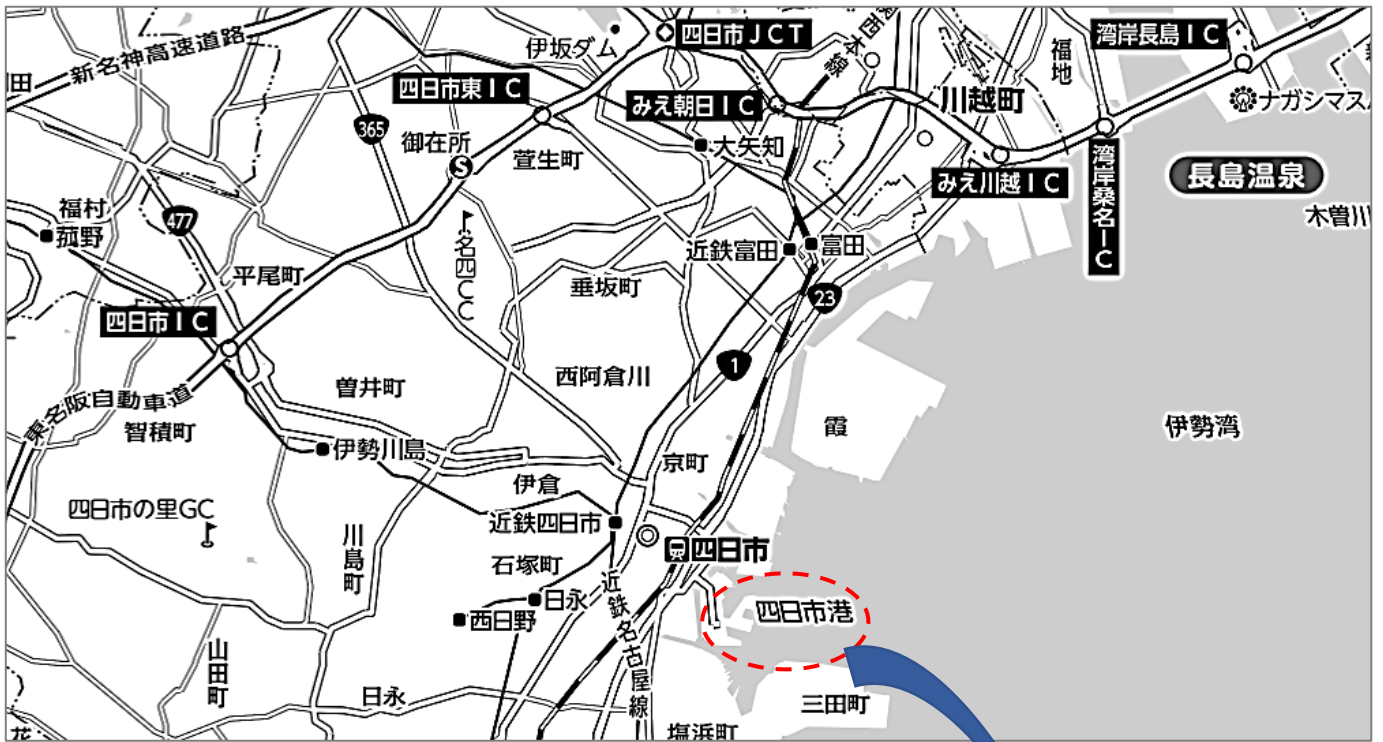 伊坂ダム
四日市JCT
湾岸長島IC
新名神高速道路
福地
四日市東IC
みえ朝日IC
川越町
ナガシマス
365
御在所
萱生町
大矢知
みえ川越IC
湾岸桑名IC
長島温泉
木曽川
福村
菰野
477
名四CC
近鉄富田
富田
平尾町
垂坂町
23
四日市IC
1
曽井町
西阿倉川
東名阪自動車道
智積町
霞
伊勢湾
伊勢川島
京町
伊倉
四日市の里GC
近鉄四日市
川島町
石塚町
四日市
近鉄名古屋線
日永
西日野
四日市港
山田町
日永
三田町
塩浜町